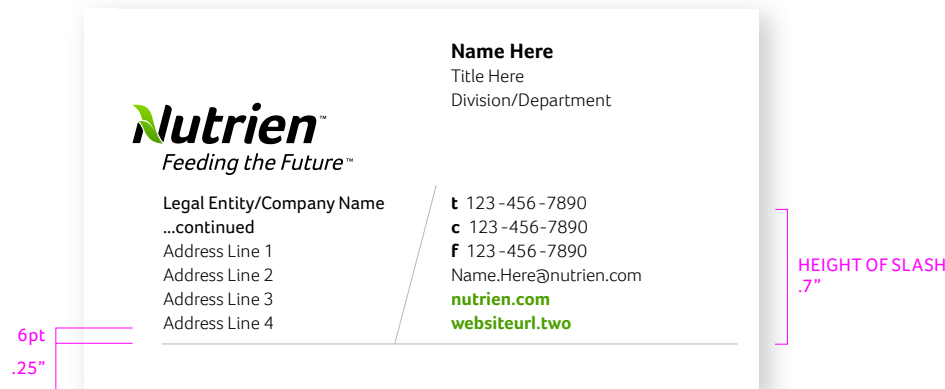 Name Here
Title Here
Division/Department
Nutrien™
Feeding the Future™
Legal Entity/Company Name
...continued
Address Line 1
Address Line 2
Address Line 3
Address Line 4
t 123-456-7890
c 123-456-7890
f 123-456-7890
Name.Here@nutrien.com
nutrien.com
websiteurl.two
HEIGHT OF SLASH
.7”
6pt
.25”